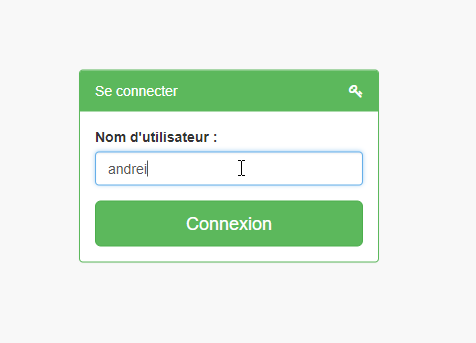 Se connecter
Nom d'utilisateur :
andrei
Connexion